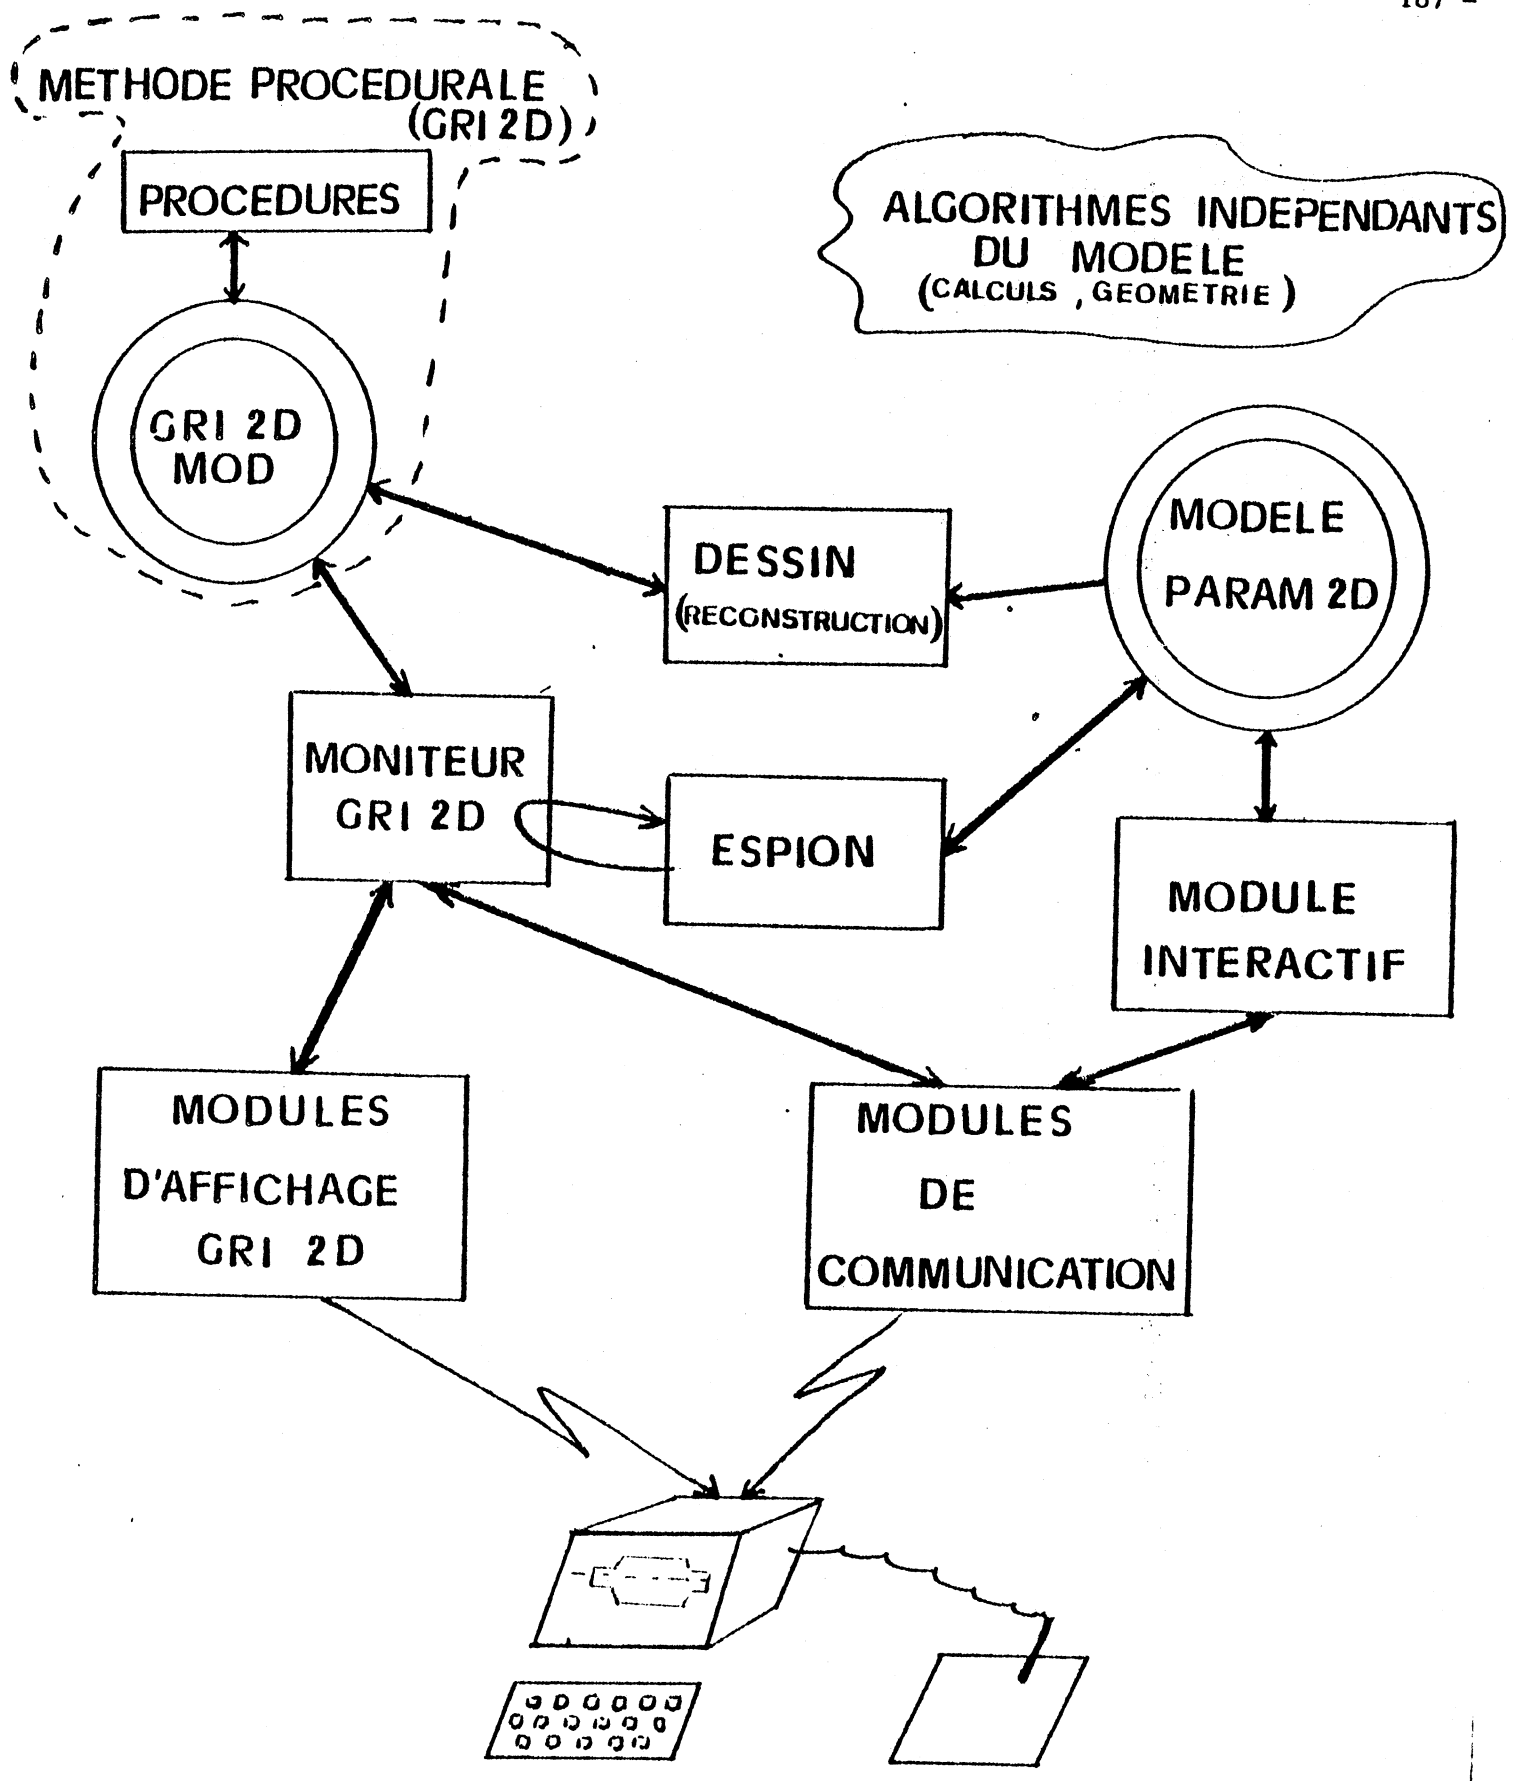 METHODE PROCEDURALE
(GRI 2D)
PROCEDURES
ALGORITHMES INDEPENDANTS
DU MODELE
(CALCULS , GEOMETRIE)
GRI 2D
MOD
DESSIN
(RECONSTRUCTION)
MODELE
PARAM 2D
MONITEUR
GRI 2D
ESPION
MODULE
INTERACTIF
MODULES
D'AFFICHAGE
GRI 2D
MODULES
DE
COMMUNICATION